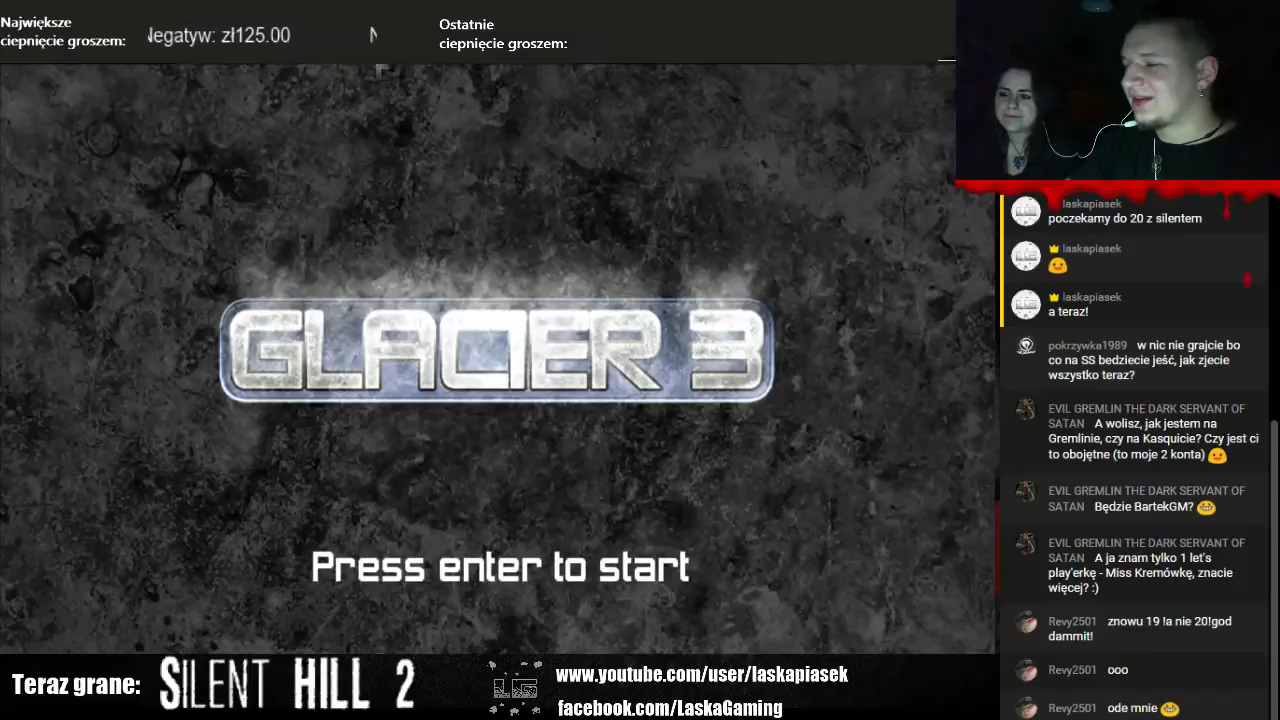 Największe
ciepnięcie groszem:
Negatyw: zł125.00
N
Ostatnie
ciepnięcie groszem:
GLACIER 3
Press enter to start
laskapiasek
poczekamy do 20 z silentem
laskapiasek
laskapiasek
a teraz!
pokrzywka1989 w nic nie grajcie bo
co na SS bedziecie jeść, jak zjecie
wszystko teraz?
EVIL GREMLIN THE DARK SERVANT OF
SATAN A wolisz, jak jestem na
Gremlinie, czy na Kasquicie? Czy jest ci
to obojętne (to moje 2 konta)
EVIL GREMLIN THE DARK SERVANT OF
SATAN Będzie BartekGM?
EVIL GREMLIN THE DARK SERVANT OF
SATAN A ja znam tylko 1 let's
play'erkę - Miss Kremówkę, znacie
więcej? :)
Revy2501 znowu 19 !a nie 20!god
dammit!
Revy2501 ooo
Revy2501 ode mnie
Teraz grane:
SILENT HILL 2
LG
www.youtube.com/user/laskapiasek
facebook.com/LaskaGaming